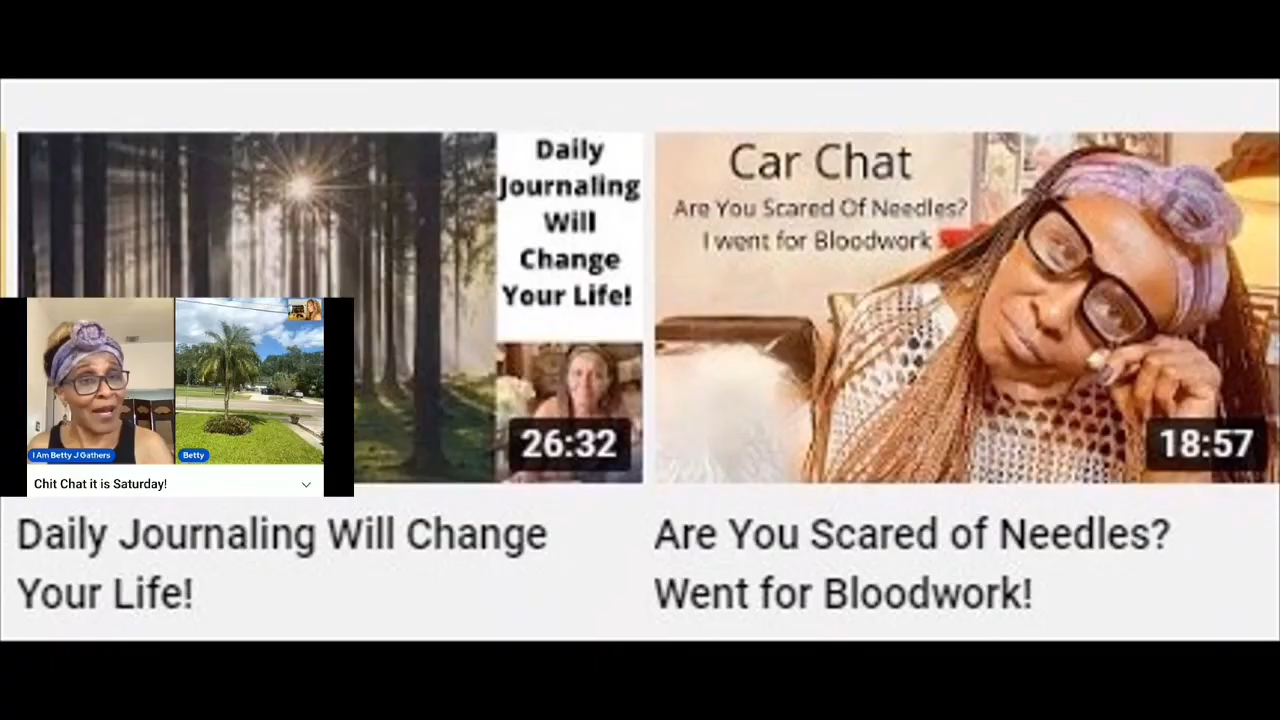 Daily
Journaling
Will
Change
Your Life!
26:32
Car Chat
Are You Scared Of Needles?
I went for Bloodwork
18:57
I Am Betty J Gathers
Betty
Chit Chat it is Saturday!
Daily Journaling Will Change
Your Life!
Are You Scared of Needles?
Went for Bloodwork!